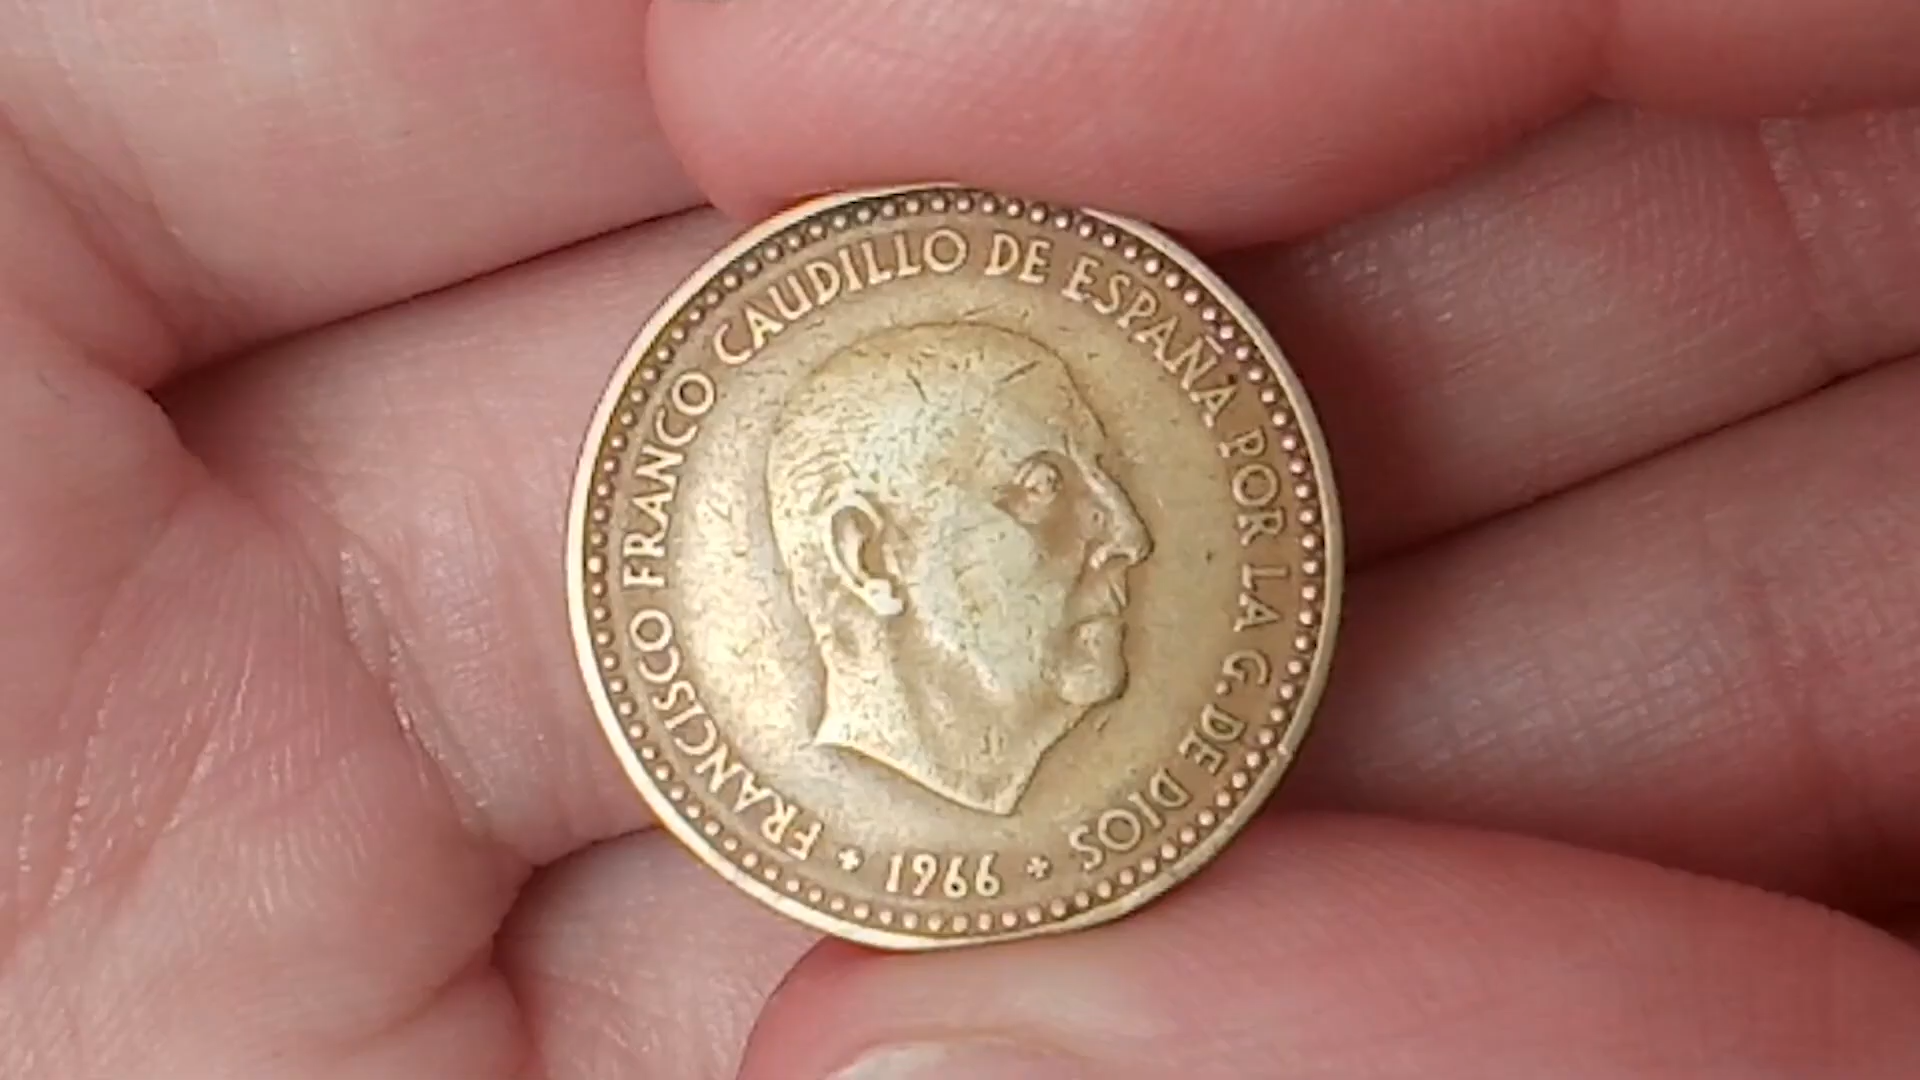 FRANCISCO FRANCO CAUDILLO DE ESPAÑA POR LA G. DE DIOS
* 1966 *